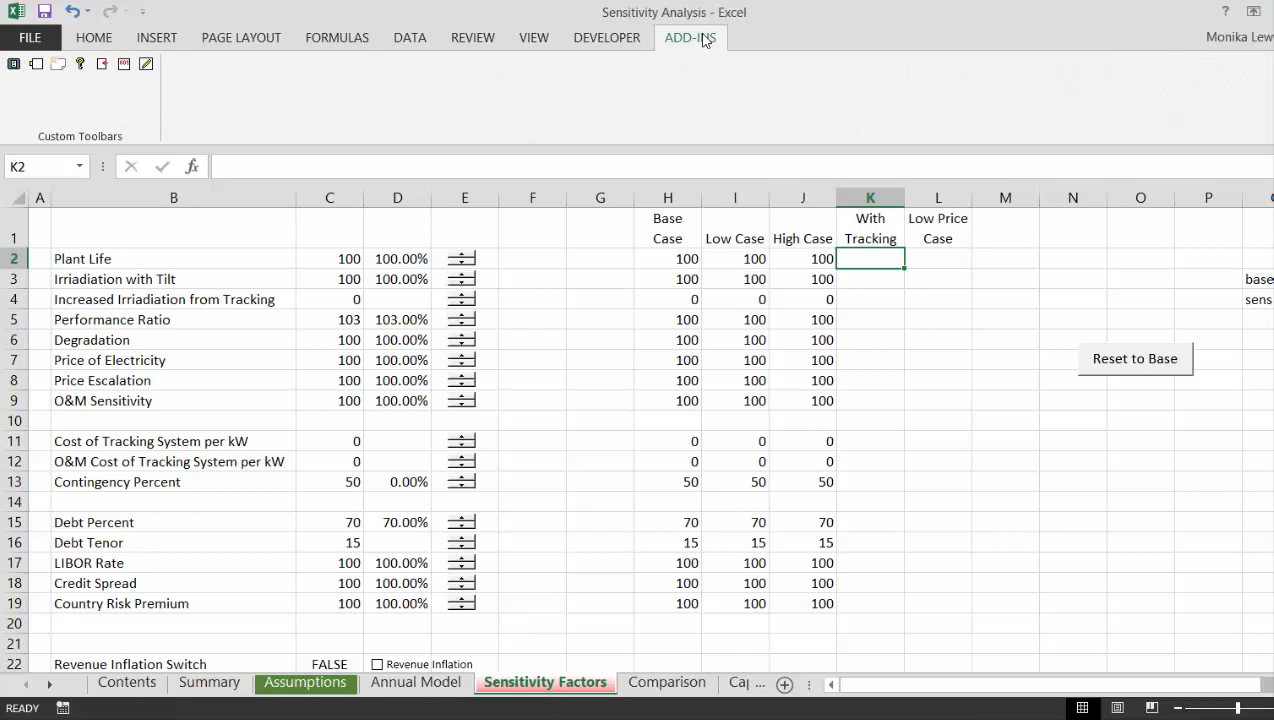 Sensitivity Analysis - Excel
FILE HOME INSERT PAGE LAYOUT FORMULAS DATA REVIEW VIEW DEVELOPER ADD-INS Monika Lew
Custom Toolbars
K2 fx
A B C D E F G H I J K L M N O P
1 Base Case Low Case High Case With Tracking Low Price Case
2 Plant Life 100 100.00% 100 100 100
3 Irriadiation with Tilt 100 100.00% 100 100 100 base
4 Increased Irriadiation from Tracking 0 0 0 0 sens
5 Performance Ratio 103 103.00% 100 100 100
6 Degradation 100 100.00% 100 100 100
7 Price of Electricity 100 100.00% 100 100 100 Reset to Base
8 Price Escalation 100 100.00% 100 100 100
9 O&M Sensitivity 100 100.00% 100 100 100
10
11 Cost of Tracking System per kW 0 0 0 0
12 O&M Cost of Tracking System per kW 0 0 0 0
13 Contingency Percent 50 0.00% 50 50 50
14
15 Debt Percent 70 70.00% 70 70 70
16 Debt Tenor 15 15 15 15
17 LIBOR Rate 100 100.00% 100 100 100
18 Credit Spread 100 100.00% 100 100 100
19 Country Risk Premium 100 100.00% 100 100 100
20
21
22 Revenue Inflation Switch FALSE Revenue Inflation
Contents Summary Assumptions Annual Model Sensitivity Factors Comparison Cap ...
READY